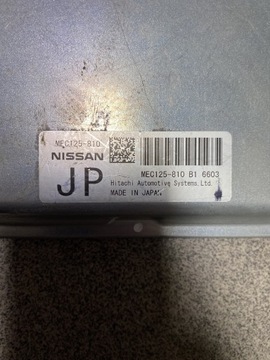 MEC125-810
NISSAN
JP
MEC125-810 B1 6603
Hitachi Automotive Systems,Ltd.
MADE IN JAPAN